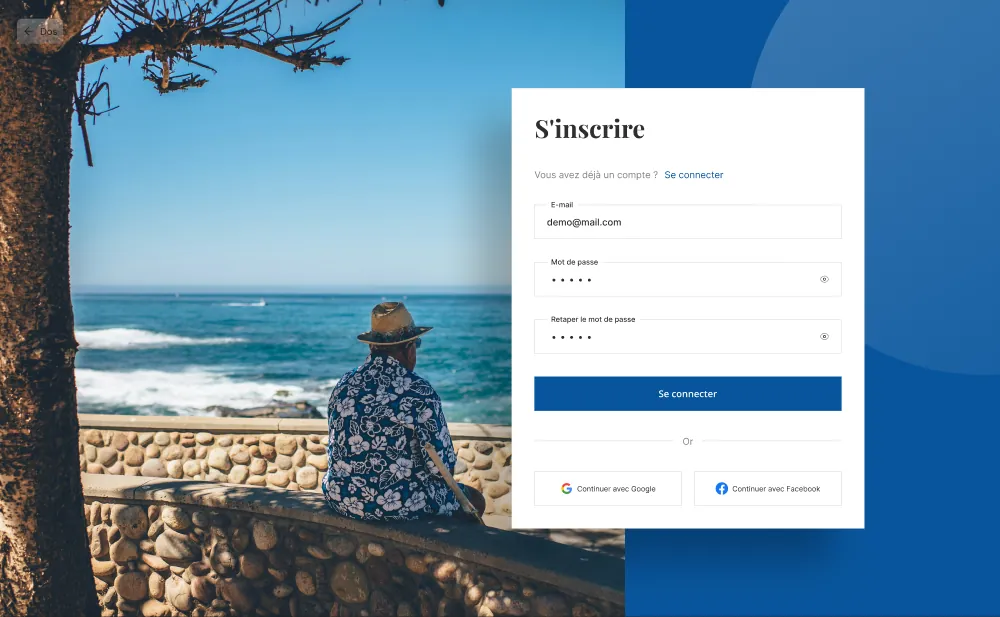 Dos
S'inscrire
Vous avez déjà un compte ? Se connecter
E-mail
demo@mail.com
Mot de passe
Retaper le mot de passe
Se connecter
Or
Continuer avec Google
Continuer avec Facebook